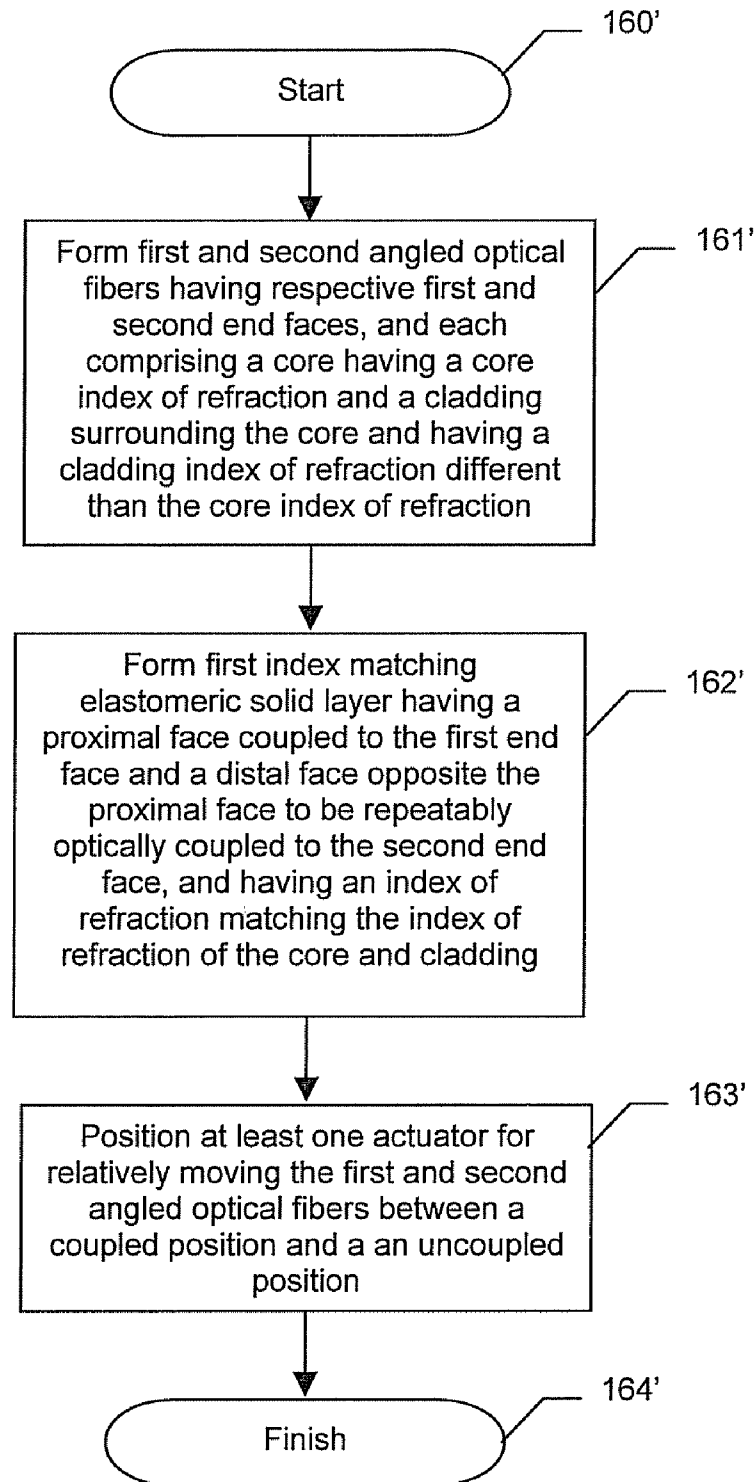 160'
Start
161'
Form first and second angled optical
fibers having respective first and
second end faces, and each
comprising a core having a core
index of refraction and a cladding
surrounding the core and having a
cladding index of refraction different
than the core index of refraction
162'
Form first index matching
elastomeric solid layer having a
proximal face coupled to the first end
face and a distal face opposite the
proximal face to be repeatably
optically coupled to the second end
face, and having an index of
refraction matching the index of
refraction of the core and cladding
163'
Position at least one actuator for
relatively moving the first and second
angled optical fibers between a
coupled position and a an uncoupled
position
164'
Finish